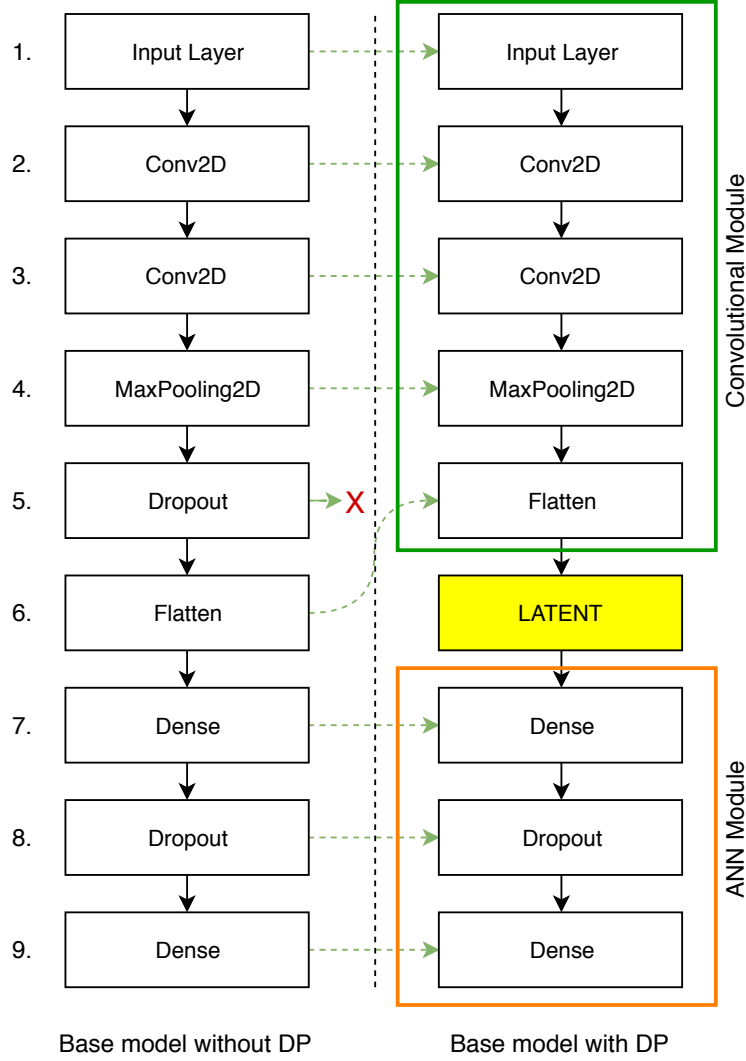 1. Input Layer Input Layer
2. Conv2D Conv2D
3. Conv2D Conv2D
4. MaxPooling2D MaxPooling2D
5. Dropout X Flatten
6. Flatten LATENT
7. Dense Dense
8. Dropout Dropout
9. Dense Dense
Convolutional Module
ANN Module
Base model without DP Base model with DP